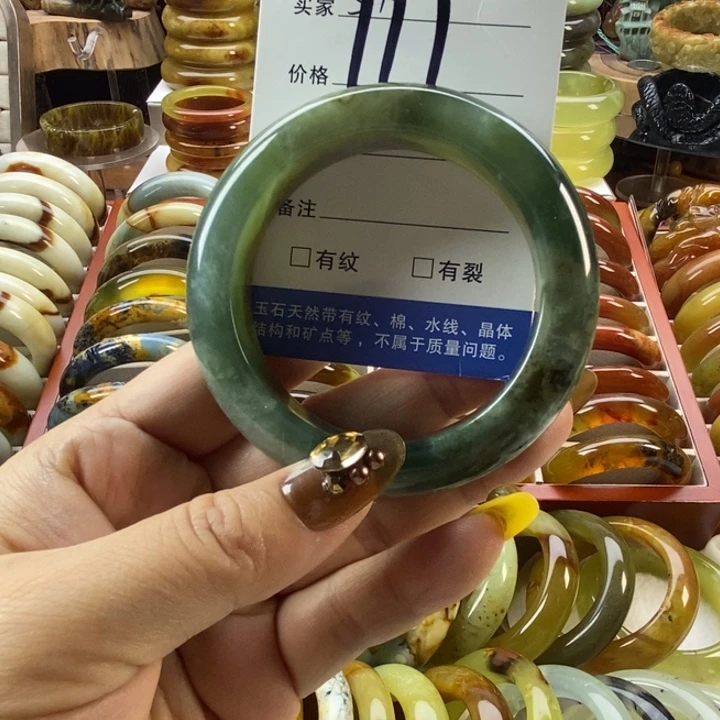 买家
价格
备注
□有纹 □有裂
玉石天然带有纹、棉、水线、晶体
结构和矿点等，不属于质量问题。